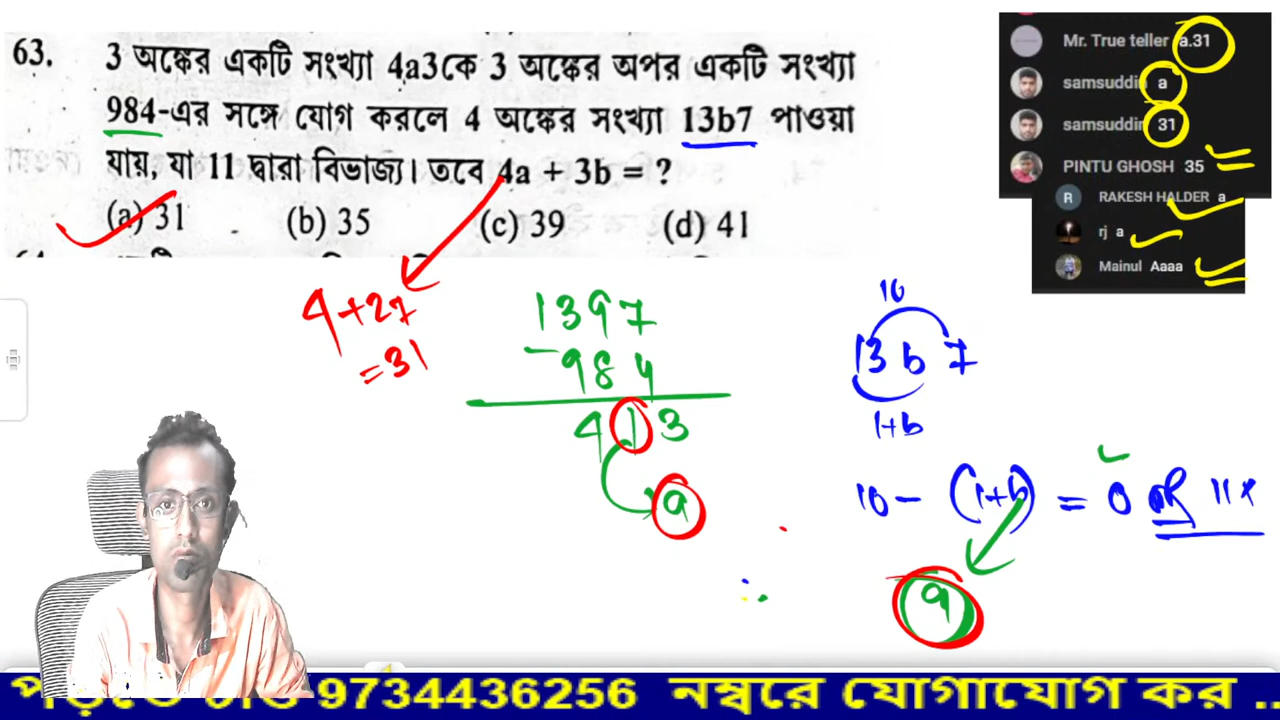 63. 3 অঙ্কের একটি সংখ্যা 4a3কে 3 অঙ্কের অপর একটি সংখ্যা
984-এর সঙ্গে যোগ করলে 4 অঙ্কের সংখ্যা 13b7 পাওয়া
যায়, যা 11 দ্বারা বিভাজ্য। তবে 4a + 3b = ?
(a) 31 (b) 35 (c) 39 (d) 41
Mr. True teller a.31
samsuddin a
samsuddin 31
PINTU GHOSH 35
RAKESH HALDER a
rj a
Mainul Aaaa
4+27
=31
1397
- 984
413
a
10
13b7
1+b
10 - (1+b) = 0 or 11x
9
পড়তে চাও 9734436256 নম্বরে যোগাযোগ কর ..